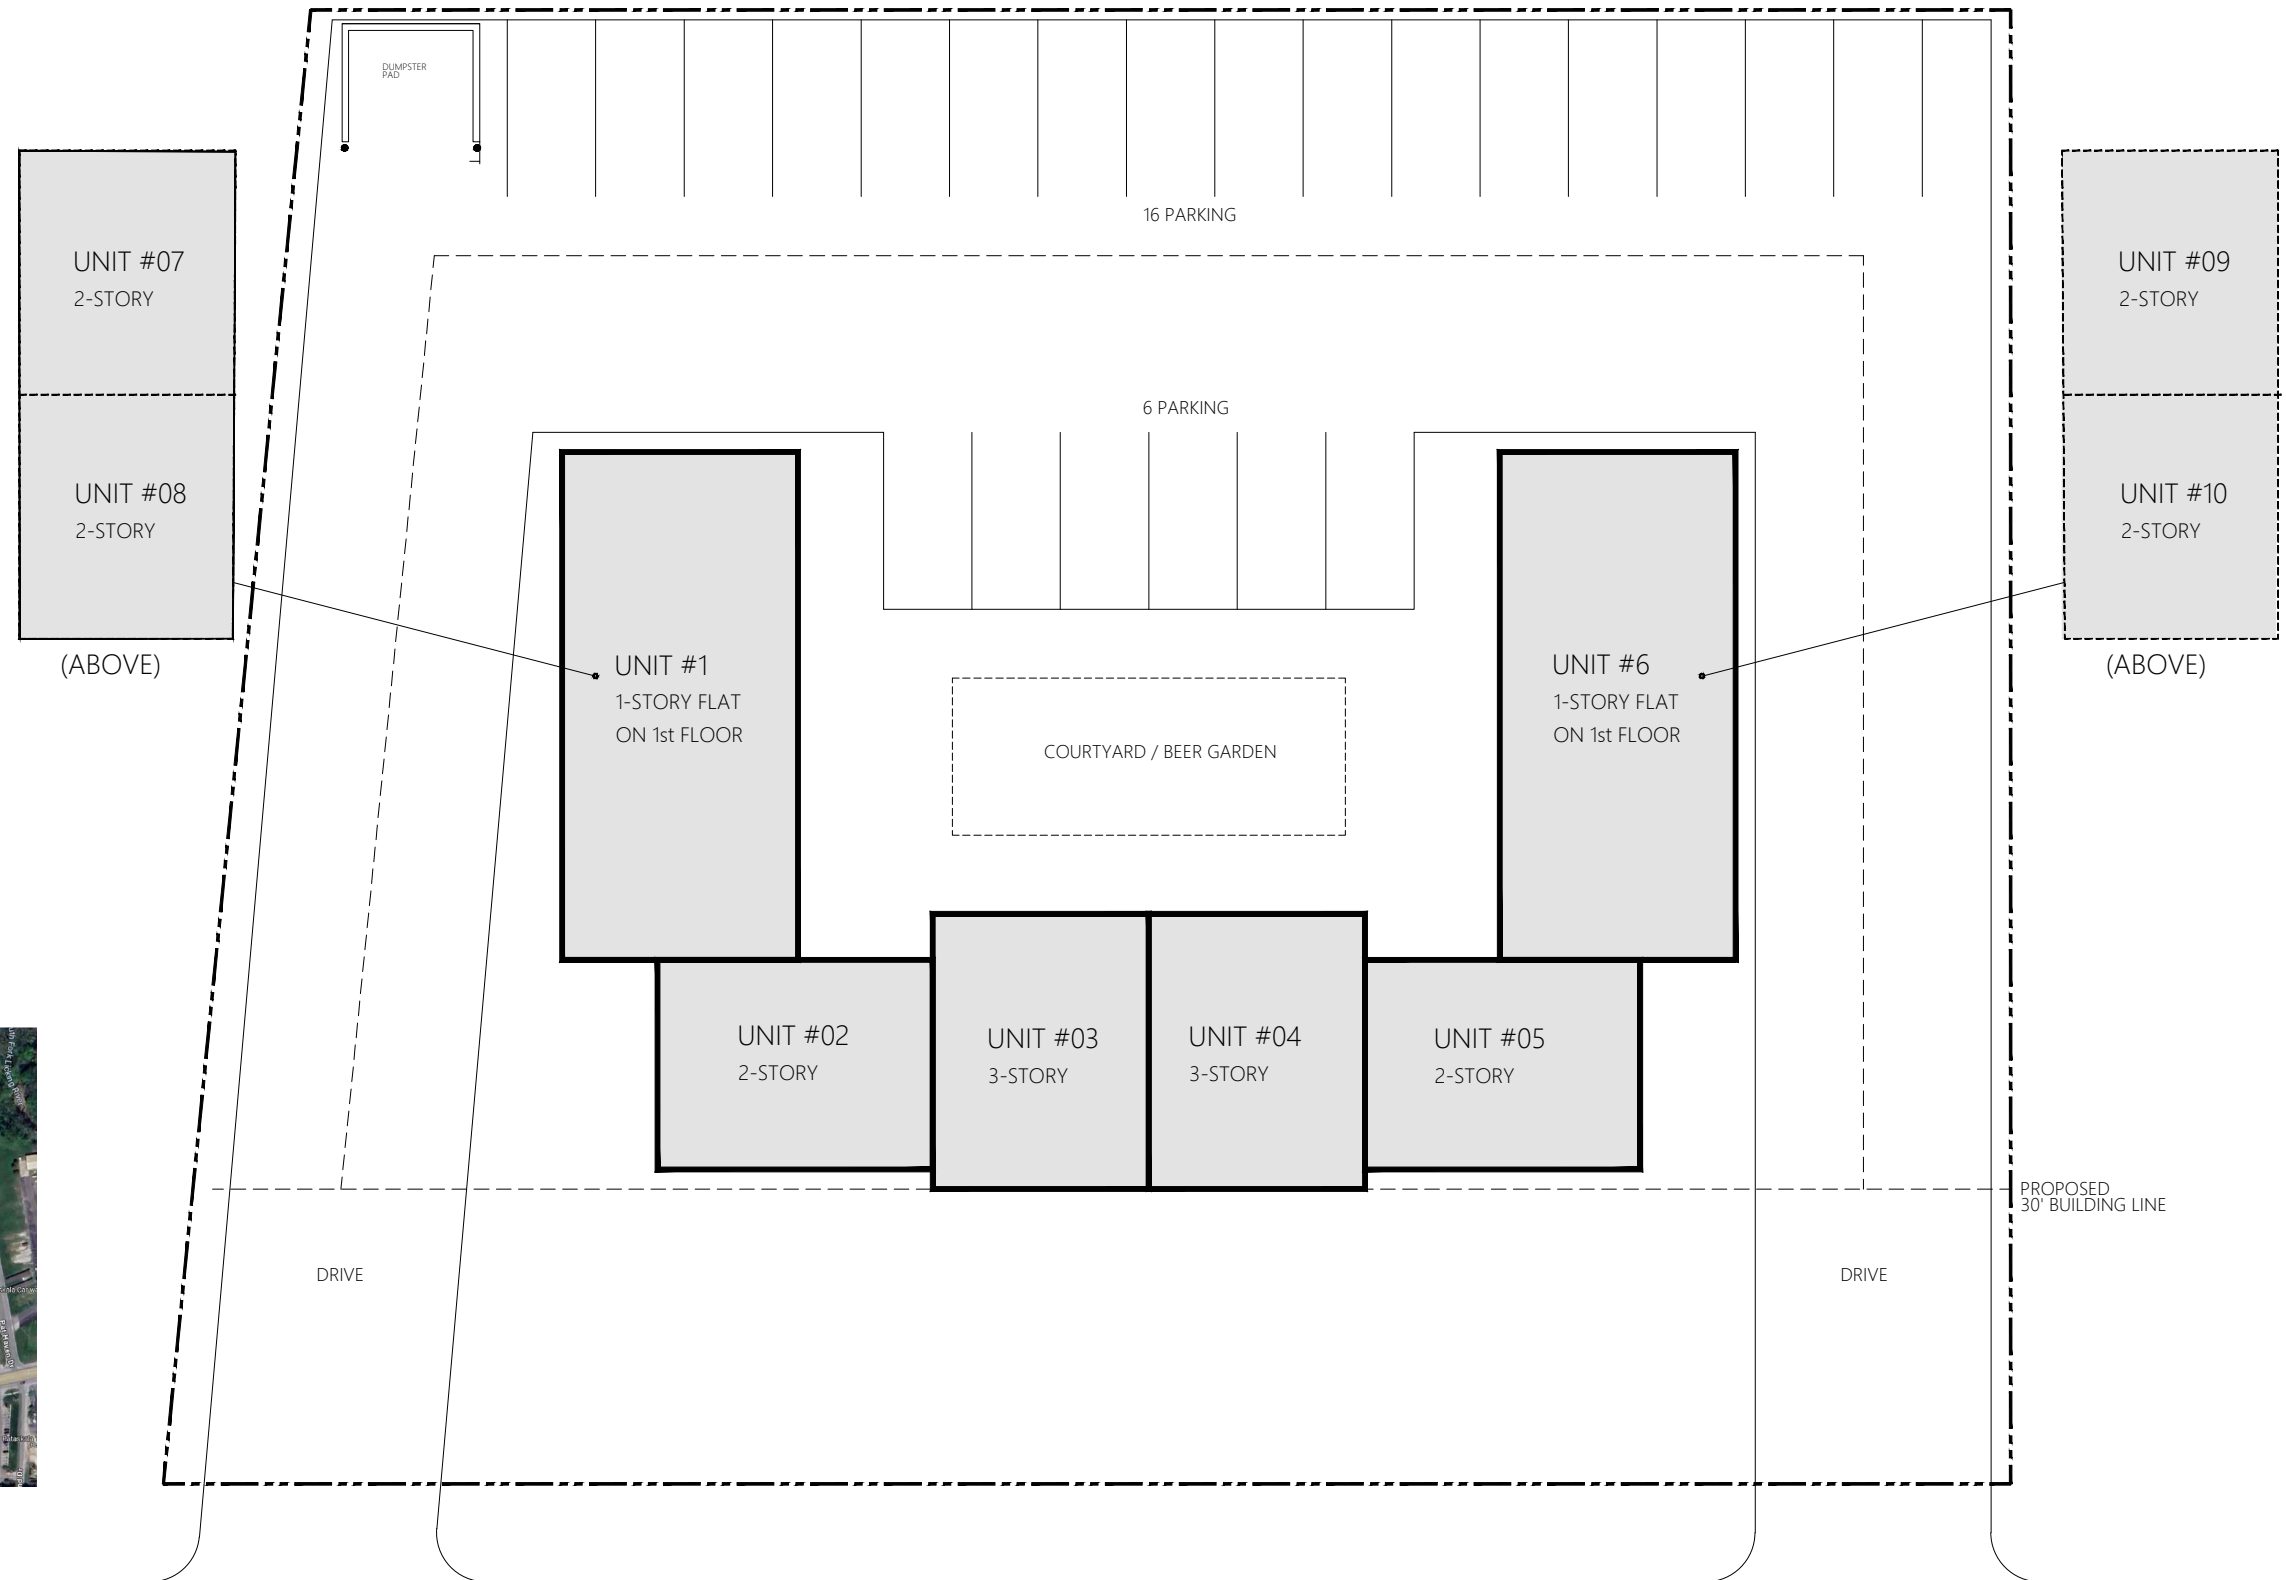 DUMPSTER
PAD
16 PARKING
UNIT #07
2-STORY
UNIT #08
2-STORY
(ABOVE)
UNIT #09
2-STORY
UNIT #10
2-STORY
(ABOVE)
6 PARKING
UNIT #1
1-STORY FLAT
ON 1st FLOOR
UNIT #6
1-STORY FLAT
ON 1st FLOOR
COURTYARD / BEER GARDEN
UNIT #02
2-STORY
UNIT #03
3-STORY
UNIT #04
3-STORY
UNIT #05
2-STORY
PROPOSED
30' BUILDING LINE
DRIVE
DRIVE